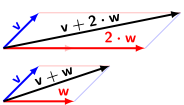 v
v + 2 · w
2 · w
v
v + w
w